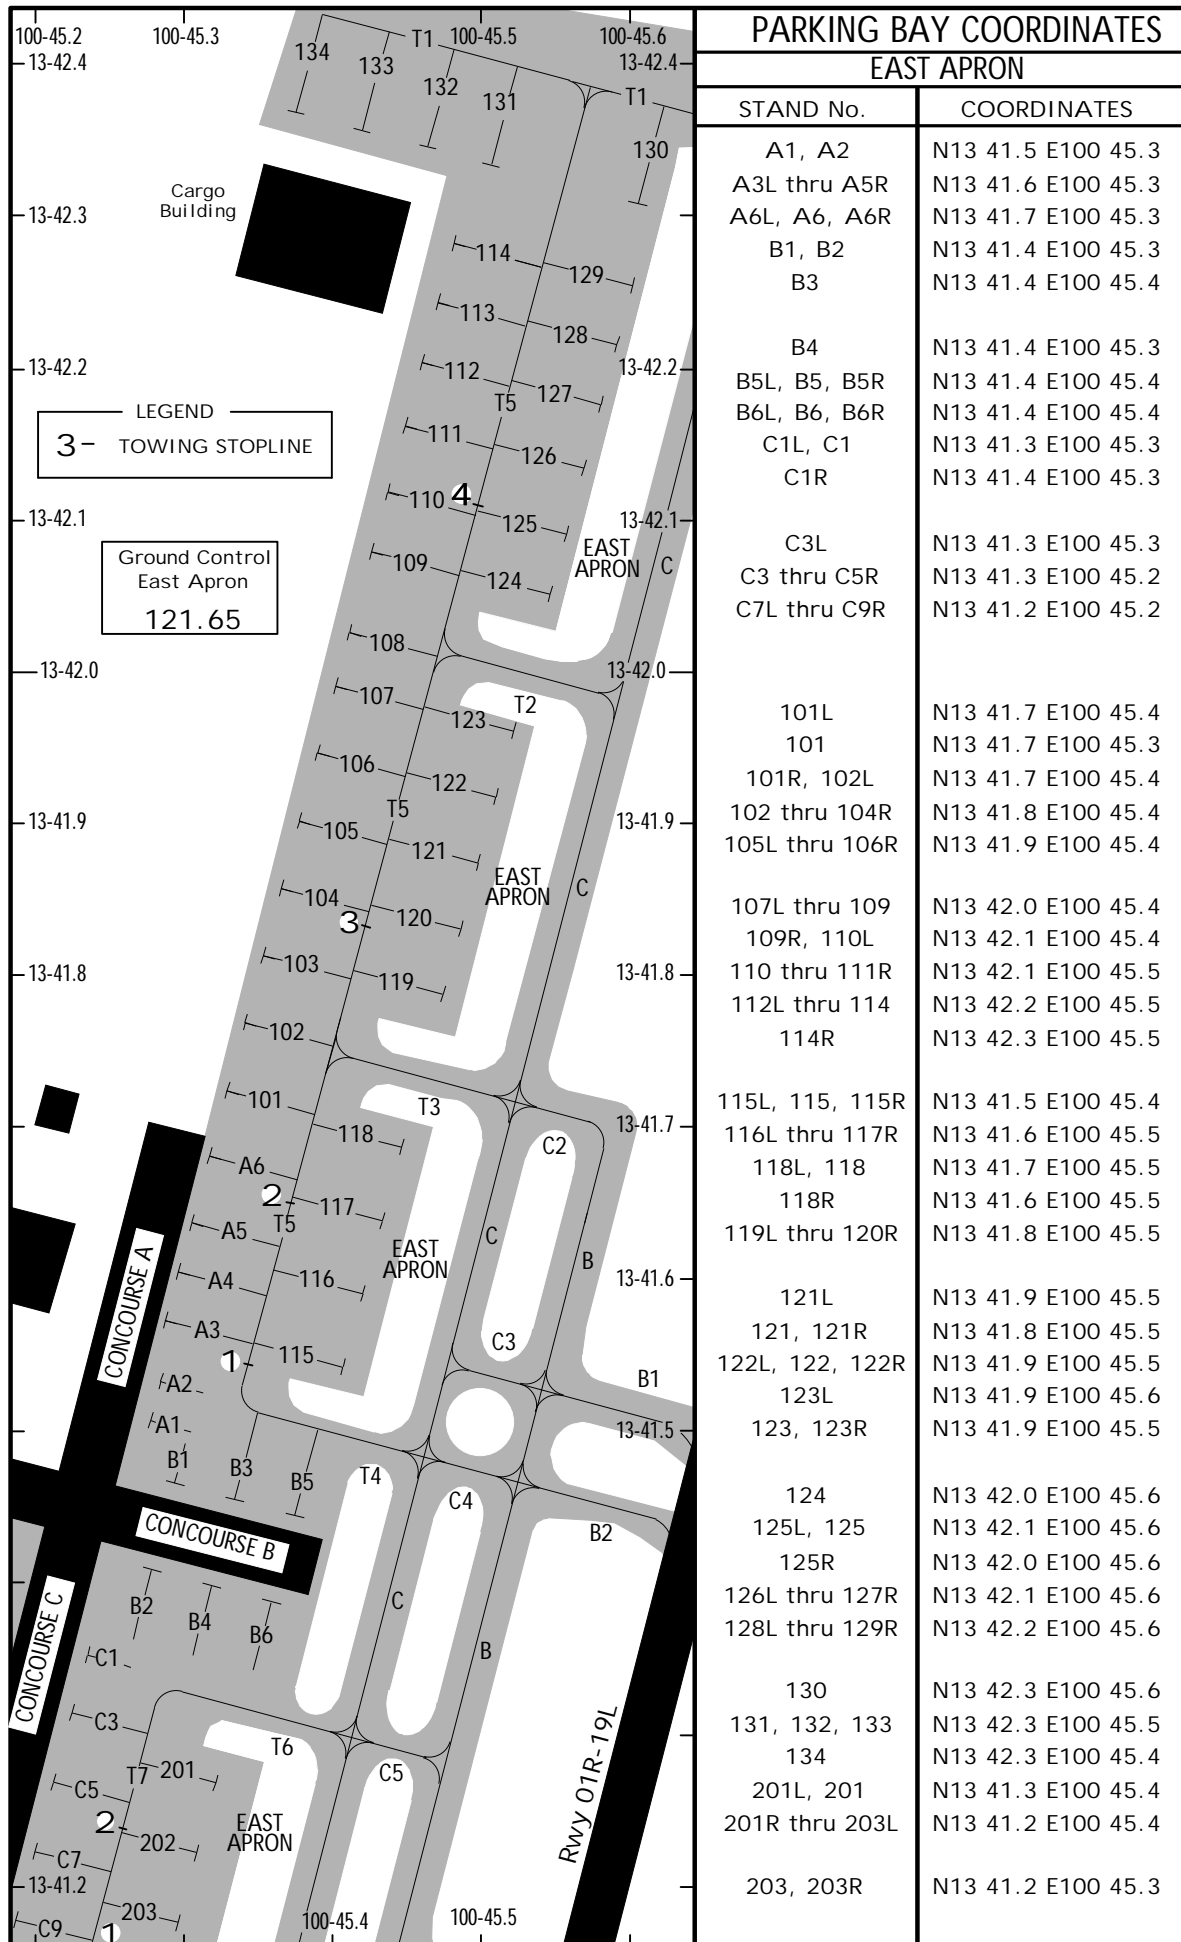 100-45.2
100-45.3
100-45.5
100-45.6
13-42.4
13-42.4
T1
T1
134
133
132
131
130
Cargo
Building
13-42.3
114
129
113
128
13-42.2
13-42.2
112
127
T5
LEGEND
3- TOWING STOPLINE
111
126
110
4
125
13-42.1
13-42.1
EAST
APRON
C
Ground Control
East Apron
121.65
109
124
108
13-42.0
13-42.0
107
T2
123
106
122
T5
13-41.9
13-41.9
105
121
EAST
APRON
C
104
3
120
103
119
13-41.8
13-41.8
102
101
T3
118
13-41.7
C2
A6
2
117
T5
A5
C
B
EAST
APRON
A4
116
13-41.6
CONCOURSE A
A3
1
115
C3
A2
B1
A1
13-41.5
B1
B3
B5
T4
C4
CONCOURSE B
B2
B2
B4
B6
C
B
C1
CONCOURSE C
C3
T6
Rwy 01R-19L
T7
201
C5
C5
2
202
EAST
APRON
C7
13-41.2
203
C9
1
100-45.4
100-45.5
PARKING BAY COORDINATES
EAST APRON
STAND No. COORDINATES
A1, A2 N13 41.5 E100 45.3
A3L thru A5R N13 41.6 E100 45.3
A6L, A6, A6R N13 41.7 E100 45.3
B1, B2 N13 41.4 E100 45.3
B3 N13 41.4 E100 45.4
B4 N13 41.4 E100 45.3
B5L, B5, B5R N13 41.4 E100 45.4
B6L, B6, B6R N13 41.4 E100 45.4
C1L, C1 N13 41.3 E100 45.3
C1R N13 41.4 E100 45.3
C3L N13 41.3 E100 45.3
C3 thru C5R N13 41.3 E100 45.2
C7L thru C9R N13 41.2 E100 45.2
101L N13 41.7 E100 45.4
101 N13 41.7 E100 45.3
101R, 102L N13 41.7 E100 45.4
102 thru 104R N13 41.8 E100 45.4
105L thru 106R N13 41.9 E100 45.4
107L thru 109 N13 42.0 E100 45.4
109R, 110L N13 42.1 E100 45.4
110 thru 111R N13 42.1 E100 45.5
112L thru 114 N13 42.2 E100 45.5
114R N13 42.3 E100 45.5
115L, 115, 115R N13 41.5 E100 45.4
116L thru 117R N13 41.6 E100 45.5
118L, 118 N13 41.7 E100 45.5
118R N13 41.6 E100 45.5
119L thru 120R N13 41.8 E100 45.5
121L N13 41.9 E100 45.5
121, 121R N13 41.8 E100 45.5
122L, 122, 122R N13 41.9 E100 45.5
123L N13 41.9 E100 45.6
123, 123R N13 41.9 E100 45.5
124 N13 42.0 E100 45.6
125L, 125 N13 42.1 E100 45.6
125R N13 42.0 E100 45.6
126L thru 127R N13 42.1 E100 45.6
128L thru 129R N13 42.2 E100 45.6
130 N13 42.3 E100 45.6
131, 132, 133 N13 42.3 E100 45.5
134 N13 42.3 E100 45.4
201L, 201 N13 41.3 E100 45.4
201R thru 203L N13 41.2 E100 45.4
203, 203R N13 41.2 E100 45.3